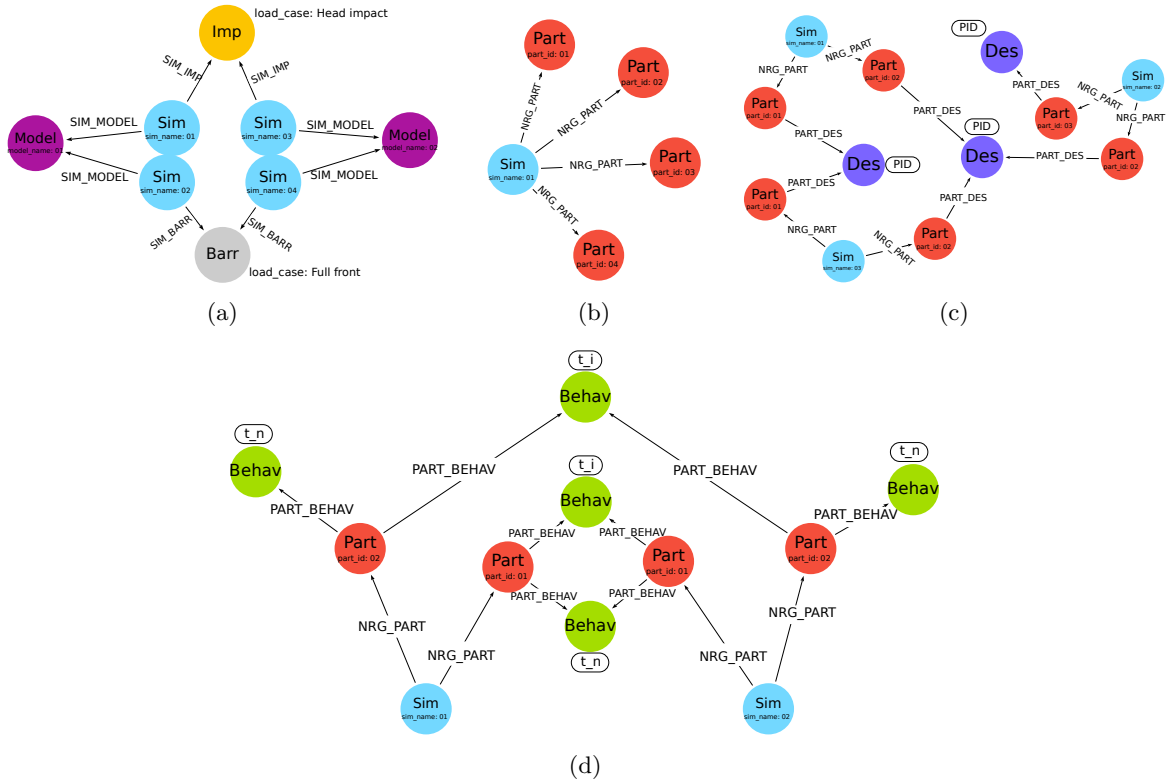 load_case: Head impact
Imp
SIM_IMP
SIM_IMP
Sim
sim_name: 01
Sim
sim_name: 03
SIM_MODEL
SIM_MODEL
Model
model_name: 01
Model
model_name: 02
SIM_MODEL
SIM_MODEL
Sim
sim_name: 02
Sim
sim_name: 04
SIM_BARR
SIM_BARR
Barr
load_case: Full front
(a)
Part
part_id: 01
Part
part_id: 02
NRG_PART
NRG_PART
Sim
sim_name: 01
NRG_PART
Part
part_id: 03
NRG_PART
Part
part_id: 04
(b)
Sim
sim_name: 01
NRG_PART
NRG_PART
Part
part_id: 02
Part
part_id: 01
PART_DES
PART_DES
PID
Des
Sim
sim_name: 02
PART_DES
NRG_PART
NRG_PART
Part
part_id: 03
PID
Des
PART_DES
Part
part_id: 02
Des
PID
PART_DES
Part
part_id: 01
PART_DES
NRG_PART
NRG_PART
Part
part_id: 02
Sim
sim_name: 03
(c)
t_i
Behav
t_n
Behav
PART_BEHAV
PART_BEHAV
t_n
Behav
t_i
Behav
PART_BEHAV
PART_BEHAV
Part
part_id: 02
PART_BEHAV
PART_BEHAV
Part
part_id: 02
Part
part_id: 01
Part
part_id: 01
PART_BEHAV
PART_BEHAV
Behav
t_n
NRG_PART
NRG_PART
NRG_PART
NRG_PART
Sim
sim_name: 01
Sim
sim_name: 02
(d)